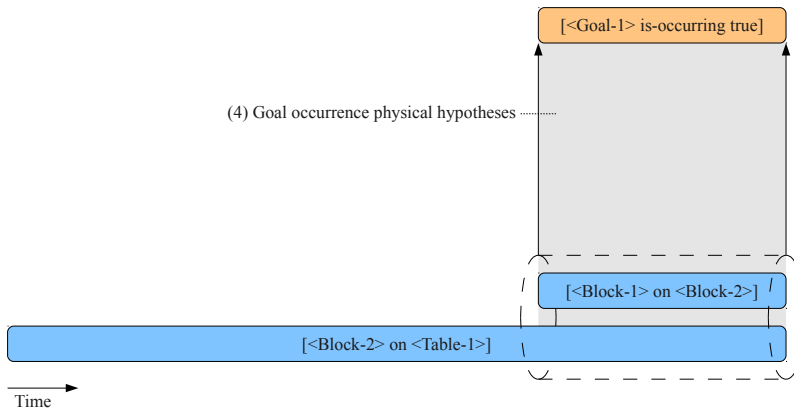 [<Goal-1> is-occurring true]
(4) Goal occurrence physical hypotheses
[<Block-1> on <Block-2>]
[<Block-2> on <Table-1>]
Time